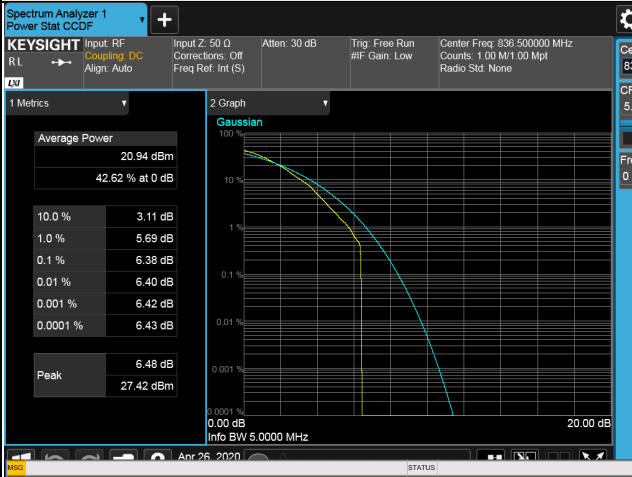 Spectrum Analyzer 1
Power Stat CCDF
KEYSIGHT
RL
LXI
Input: RF
Coupling: DC
Align: Auto
Input Z: 50 Ω
Corrections: Off
Freq Ref: Int (S)
Atten: 30 dB
Trig: Free Run
#IF Gain: Low
Center Freq: 836.500000 MHz
Counts: 1.00 M/1.00 Mpt
Radio Std: None
1 Metrics
Average Power
20.94 dBm
42.62 % at 0 dB
10.0 % 3.11 dB
1.0 % 5.69 dB
0.1 % 6.38 dB
0.01 % 6.40 dB
0.001 % 6.42 dB
0.0001 % 6.43 dB
Peak
6.48 dB
27.42 dBm
2 Graph
Gaussian
100 %
10 %
1 %
0.1 %
0.01 %
0.001 %
0.0001 %
0.00 dB
20.00 dB
Info BW 5.0000 MHz
Apr 26, 2020
MSG
STATUS